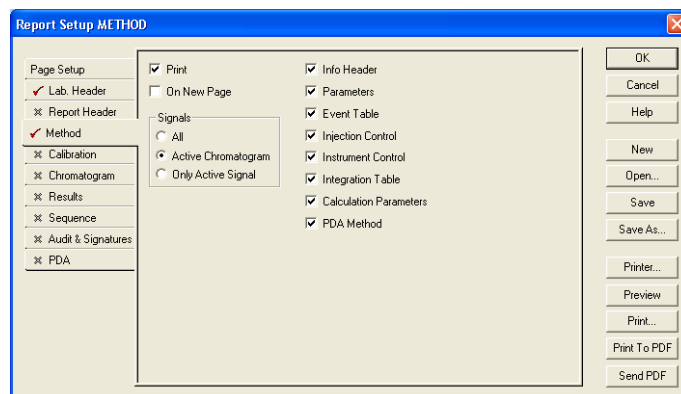 Report Setup METHOD
Page Setup
Lab. Header
Report Header
Method
Calibration
Chromatogram
Results
Sequence
Audit & Signatures
PDA
Print
On New Page
Signals
All
Active Chromatogram
Only Active Signal
Info Header
Parameters
Event Table
Injection Control
Instrument Control
Integration Table
Calculation Parameters
PDA Method
OK
Cancel
Help
New
Open...
Save
Save As...
Printer...
Preview
Print...
Print To PDF
Send PDF